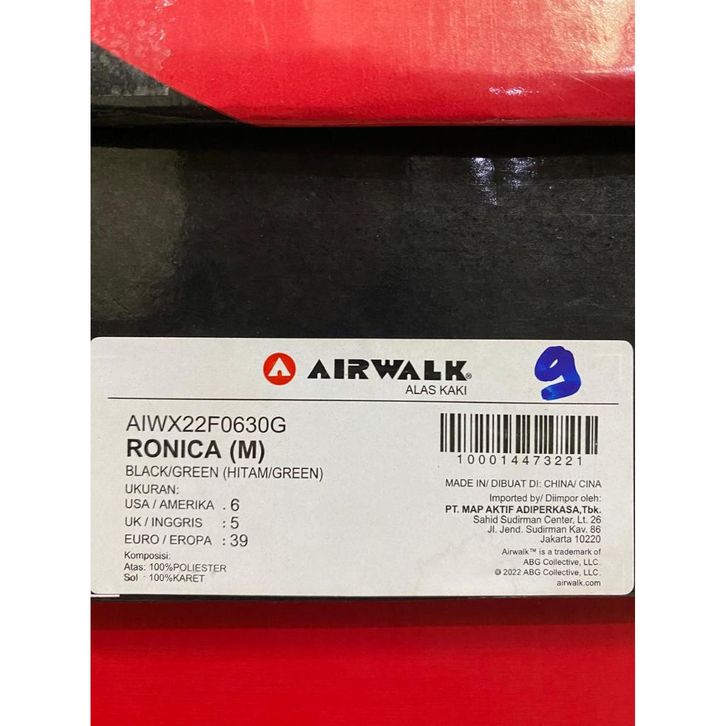 AIRWALK®
ALAS KAKI
9
AIWX22F0630G
RONICA (M)
BLACK/GREEN (HITAM/GREEN)
UKURAN:
USA / AMERIKA : 6
UK / INGGRIS : 5
EURO / EROPA : 39
Komposisi:
Atas: 100%POLIESTER
Sol : 100%KARET
100014473221
MADE IN/ DIBUAT DI: CHINA/ CINA
Imported by/ Diimpor oleh:
PT. MAP AKTIF ADIPERKASA,Tbk.
Sahid Sudirman Center, Lt. 26
Jl. Jend. Sudirman Kav. 86
Jakarta 10220
Airwalk™ is a trademark of
ABG Collective, LLC.
© 2022 ABG Collective, LLC.
airwalk.com